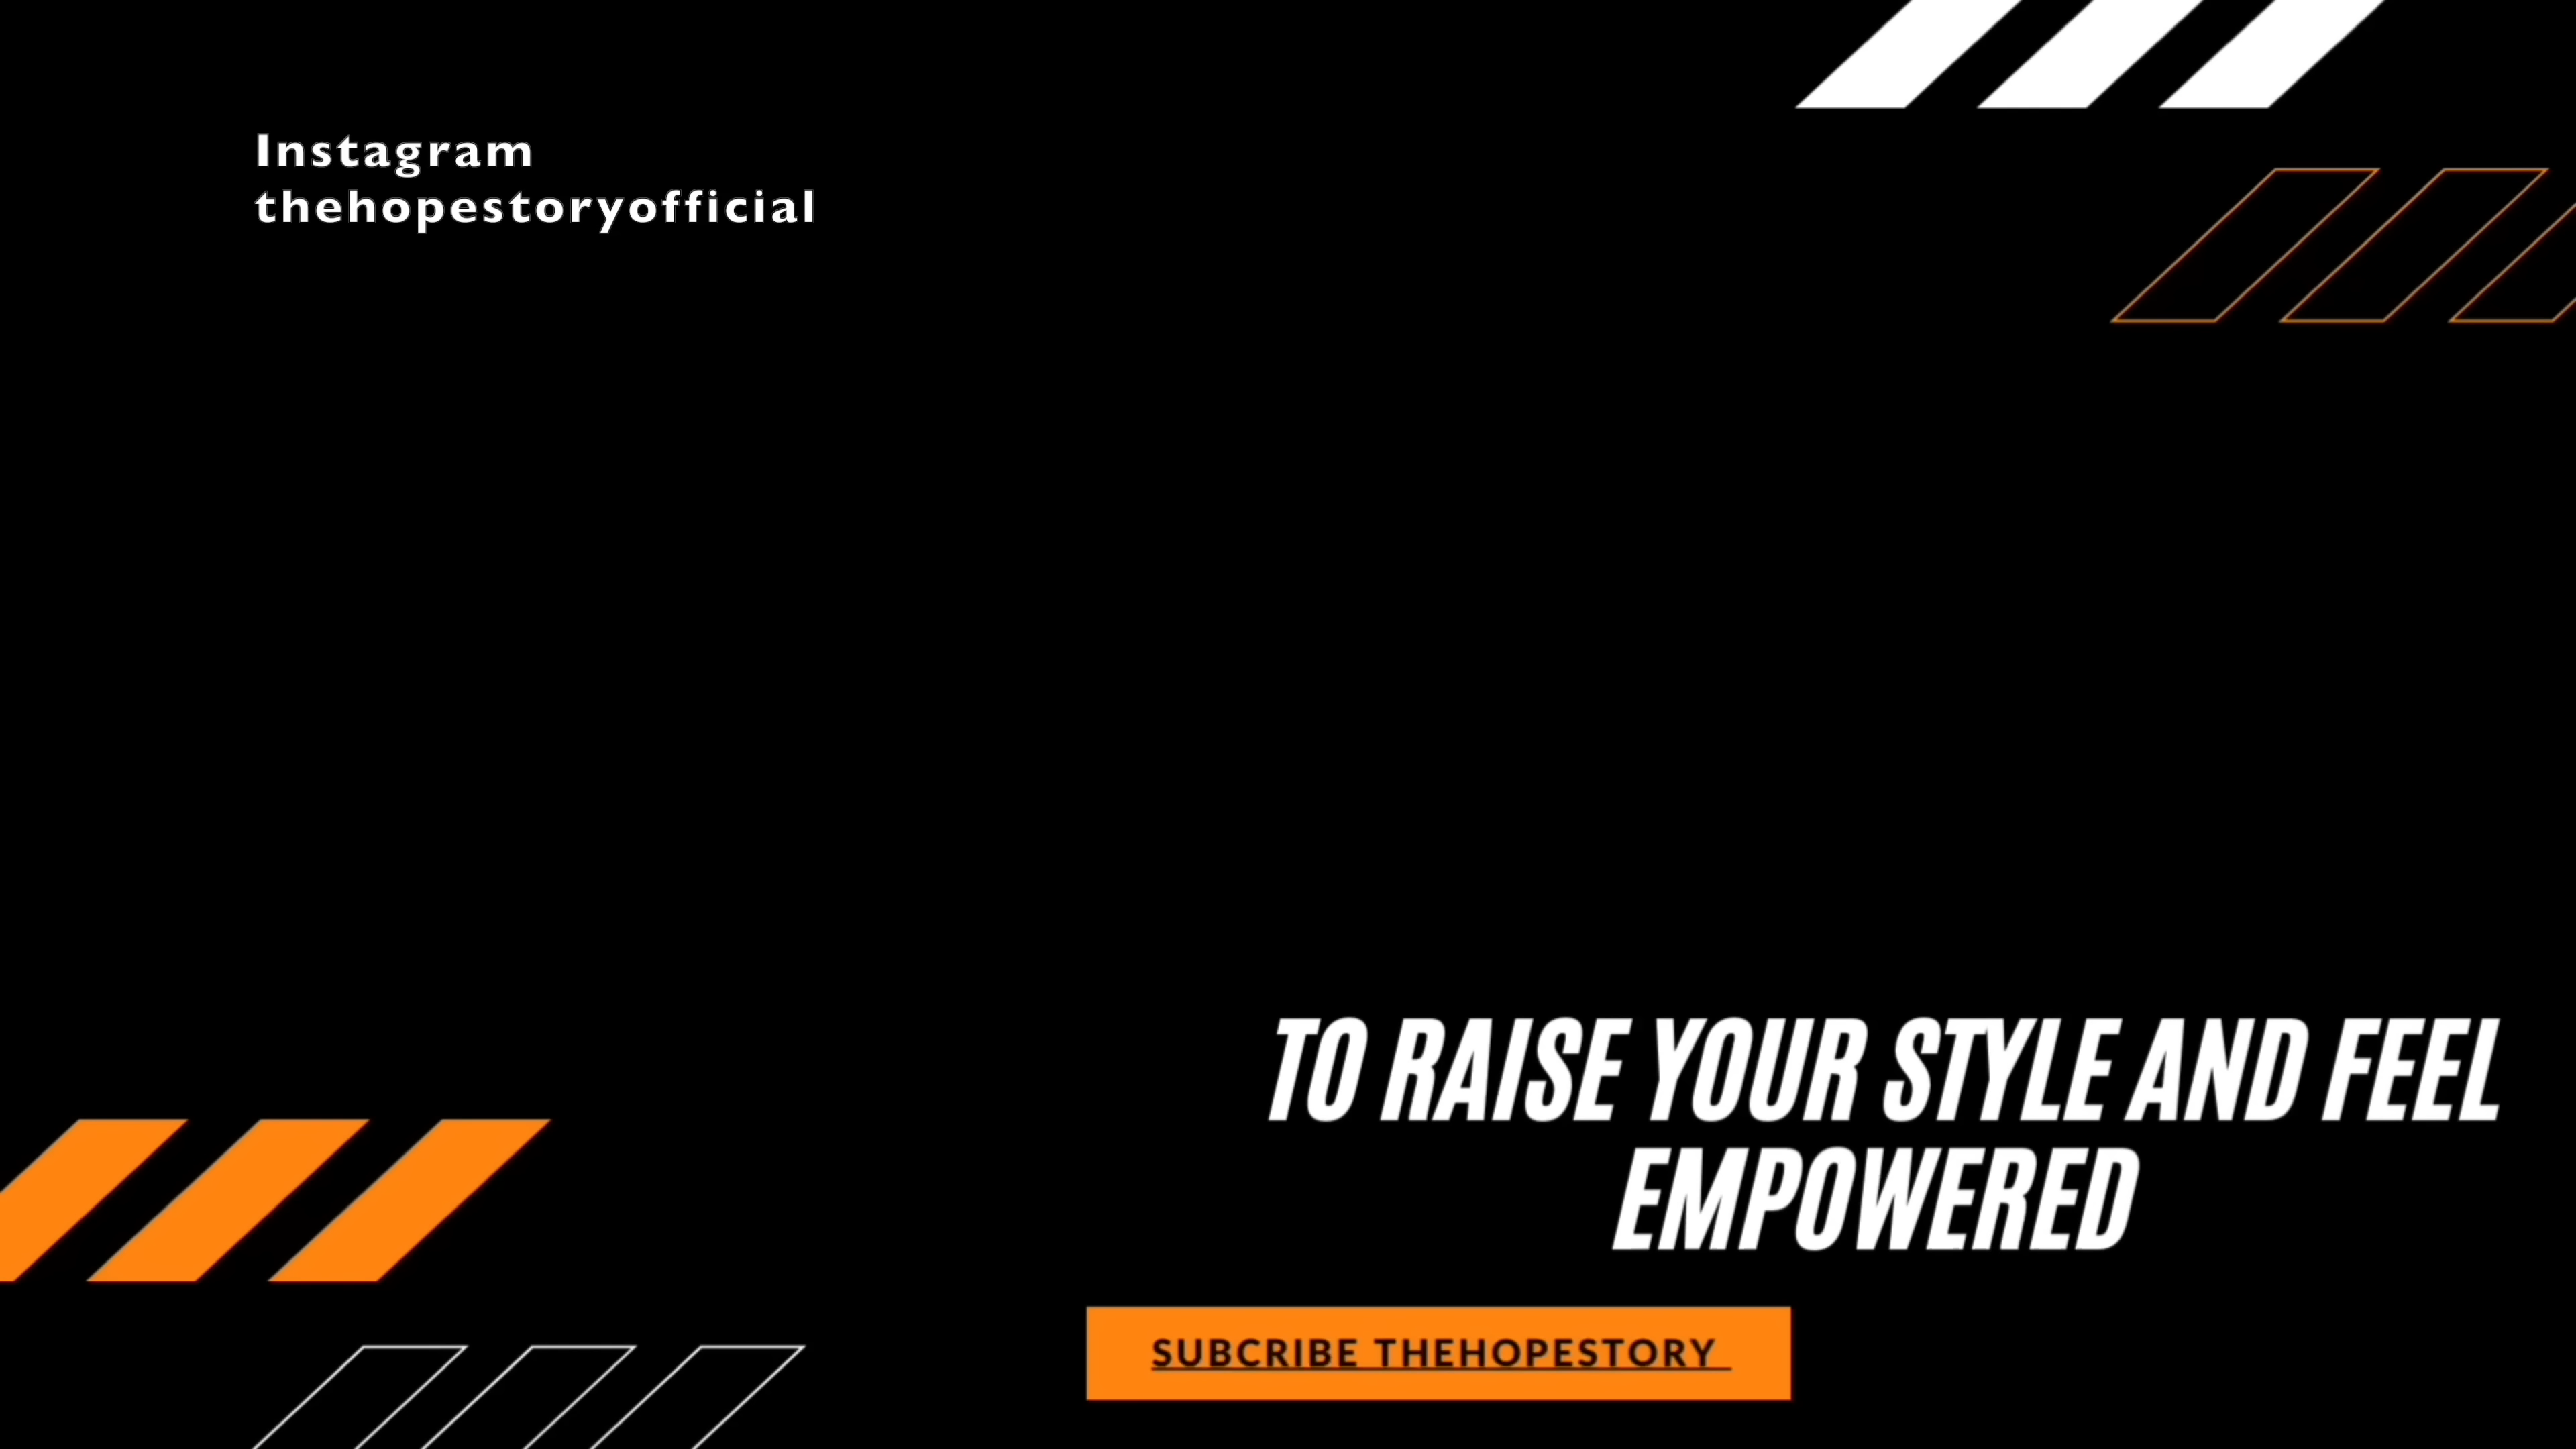 Instagram
thehopestoryofficial
TO RAISE YOUR STYLE AND FEEL
EMPOWERED
SUBCRIBE THEHOPESTORY